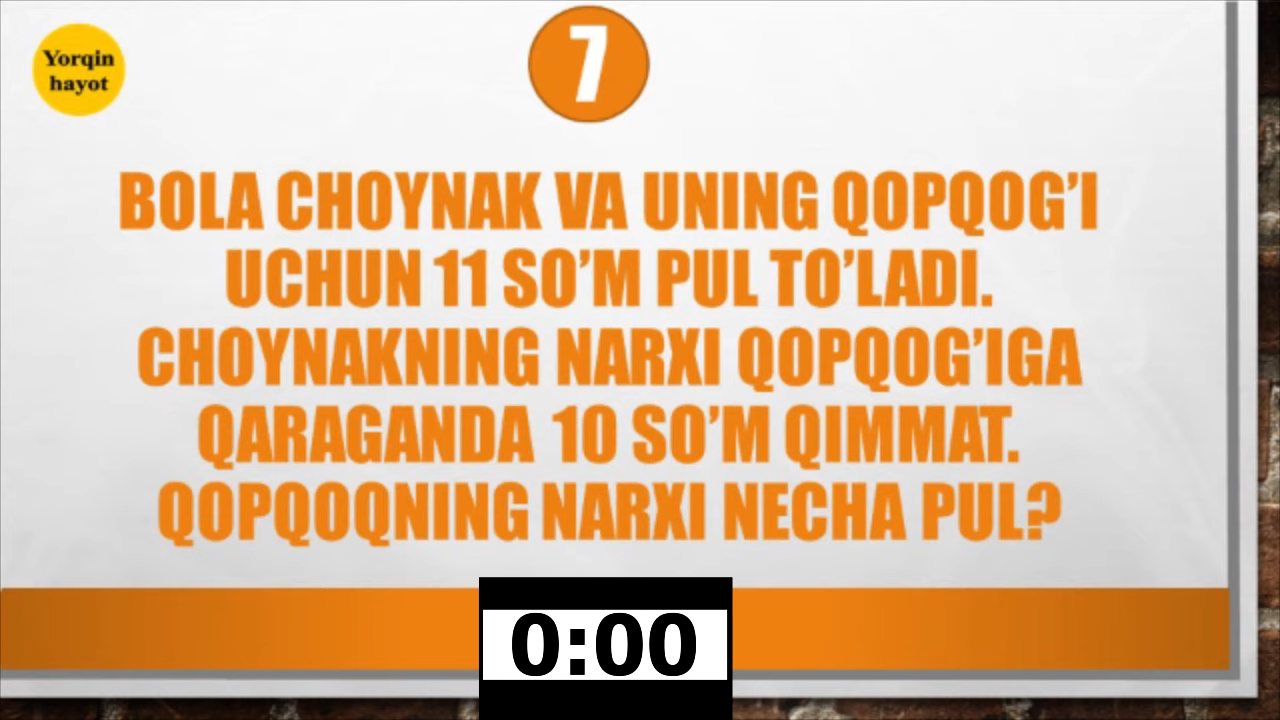 Yorqin
hayot
7
BOLA CHOYNAK VA UNING QOPQOG’I
UCHUN 11 SO’M PUL TO’LADI.
CHOYNAKNING NARXI QOPQOG’IGA
QARAGANDA 10 SO’M QIMMAT.
QOPQOQNING NARXI NECHA PUL?
0:00